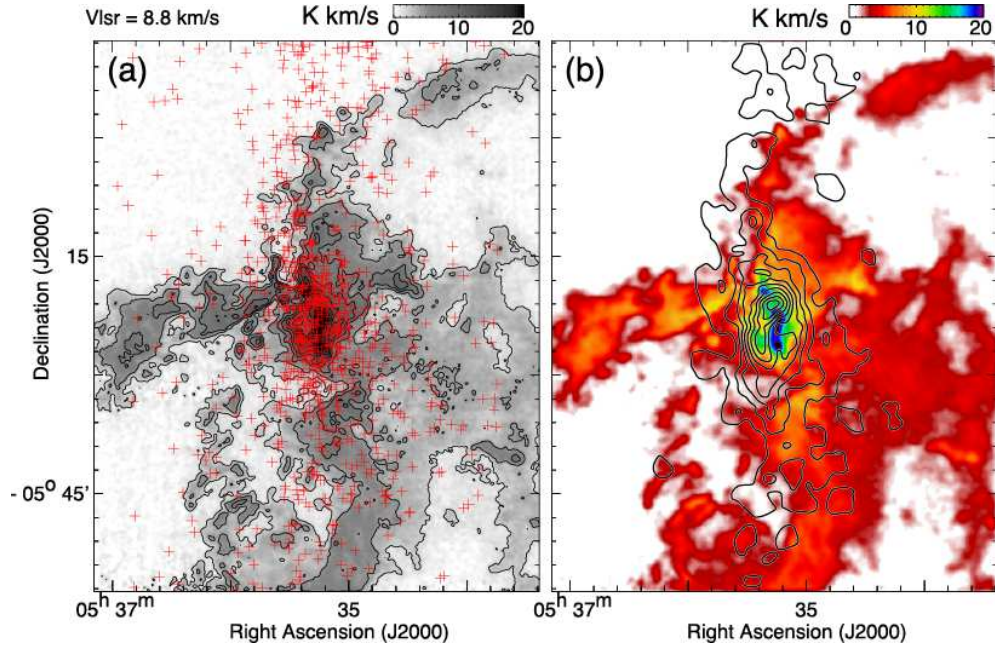 Vlsr = 8.8 km/s
K km/s
0 10 20
K km/s
0 10 20
(a)
(b)
Declination (J2000)
15
- 05o 45'
05h 37m
35
05h 37m
35
Right Ascension (J2000)
Right Ascension (J2000)